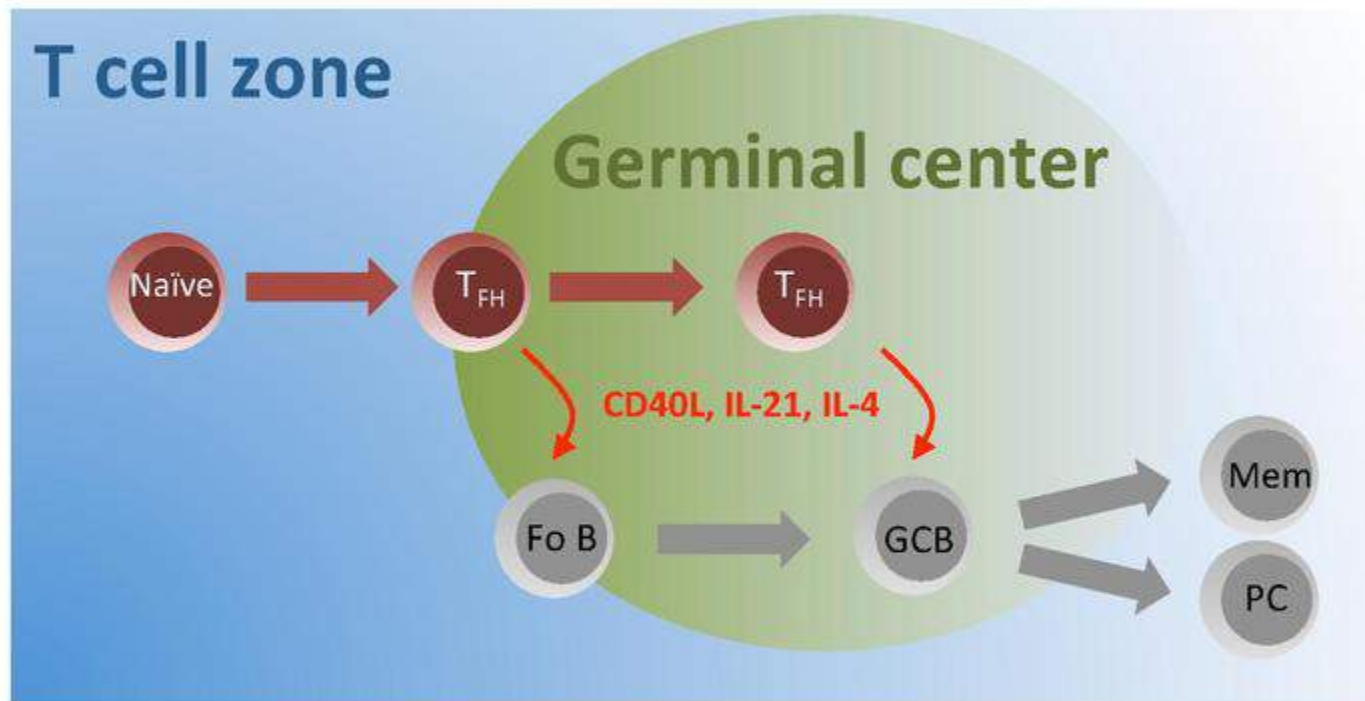 T cell zone
Germinal center
Naïve
TFH
TFH
CD40L, IL-21, IL-4
Fo B
GCB
Mem
PC